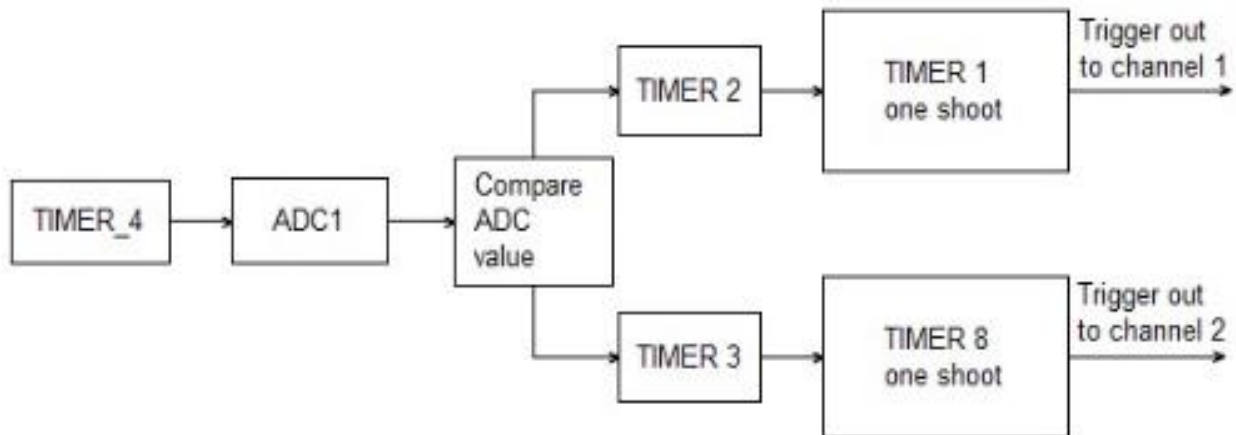 TIMER_4
ADC1
Compare
ADC
value
TIMER 2
TIMER 1
one shoot
Trigger out
to channel 1
TIMER 3
TIMER 8
one shoot
Trigger out
to channel 2